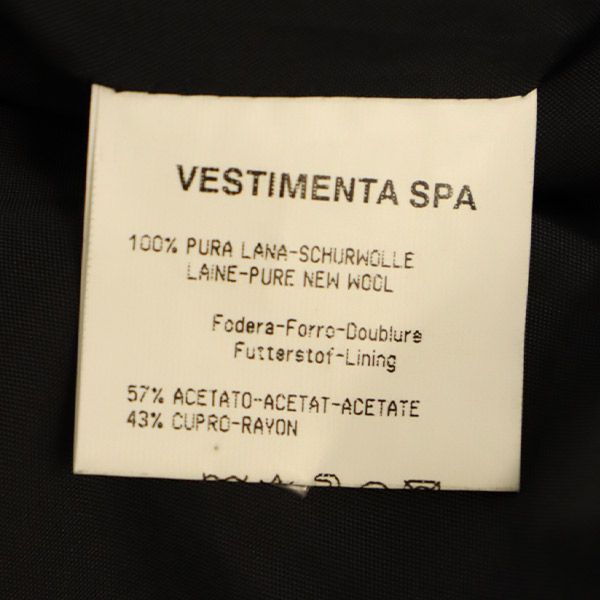 VESTIMENTA SPA
100% PURA LANA-SCHURWOLLE
LAINE-PURE NEW WOOL
Fodera-Forro-Doublure
Futterstof-Lining
57% ACETATO-ACETAT-ACETATE
43% CUPRO-RAYON